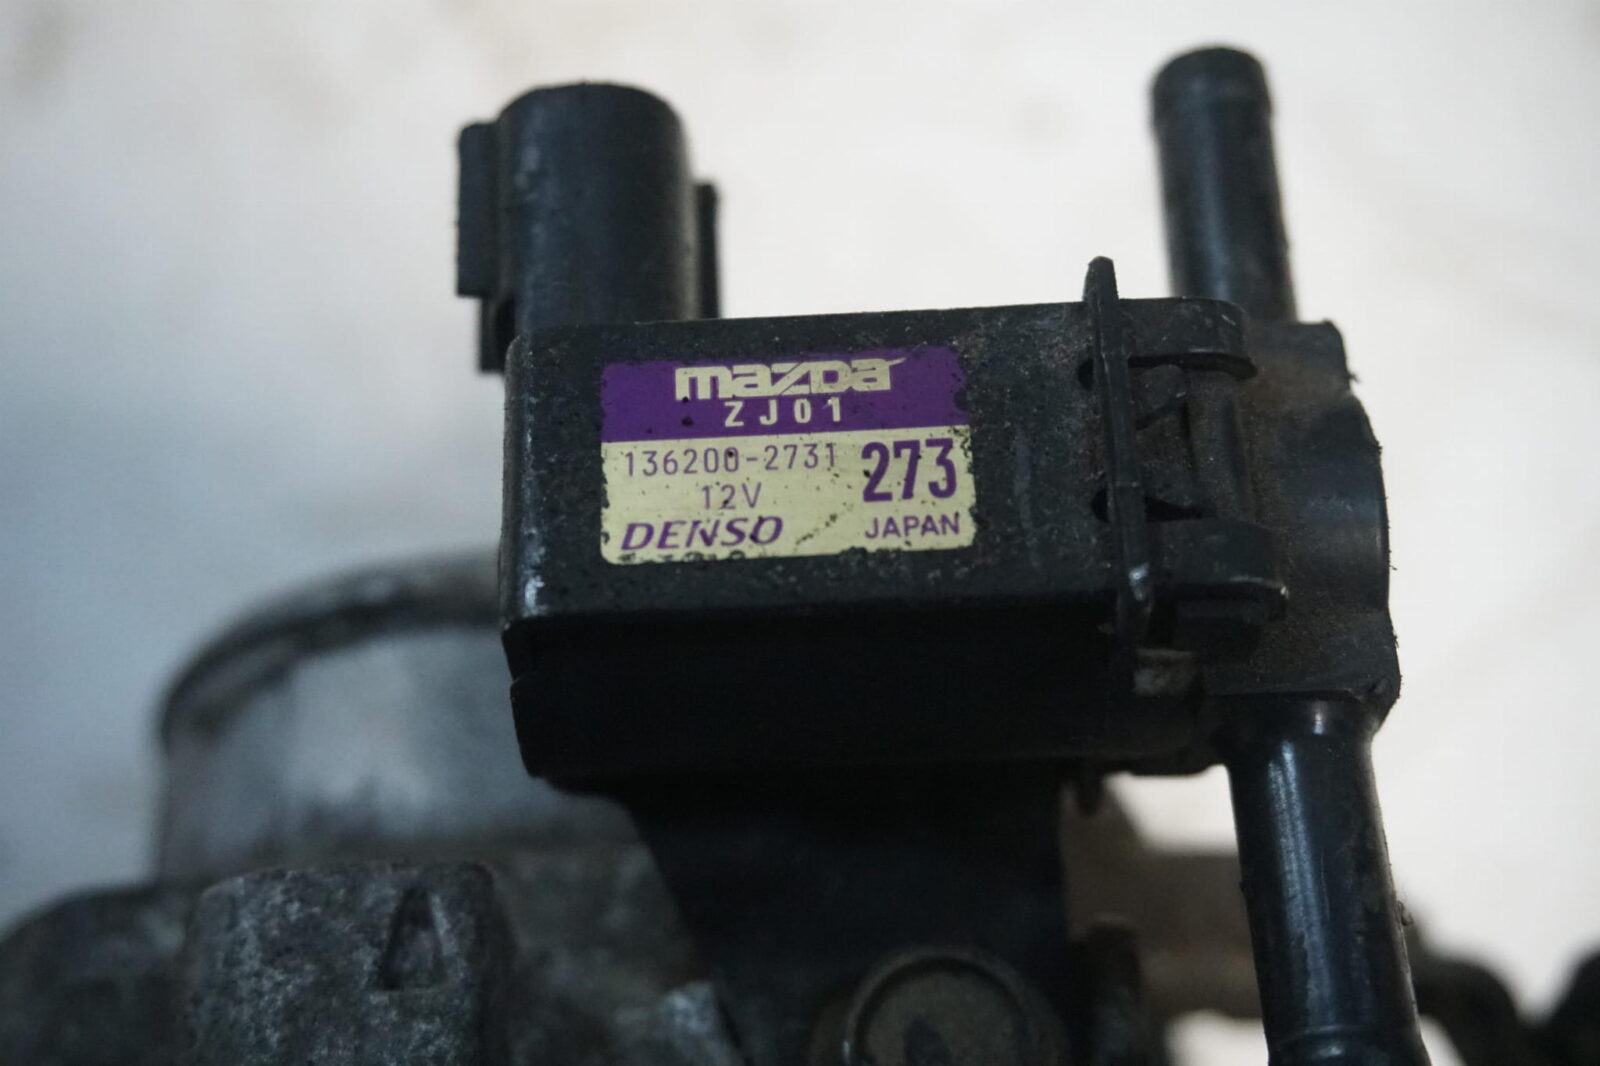 mazda
ZJ01
136200-2731
273
12V
DENSO
JAPAN